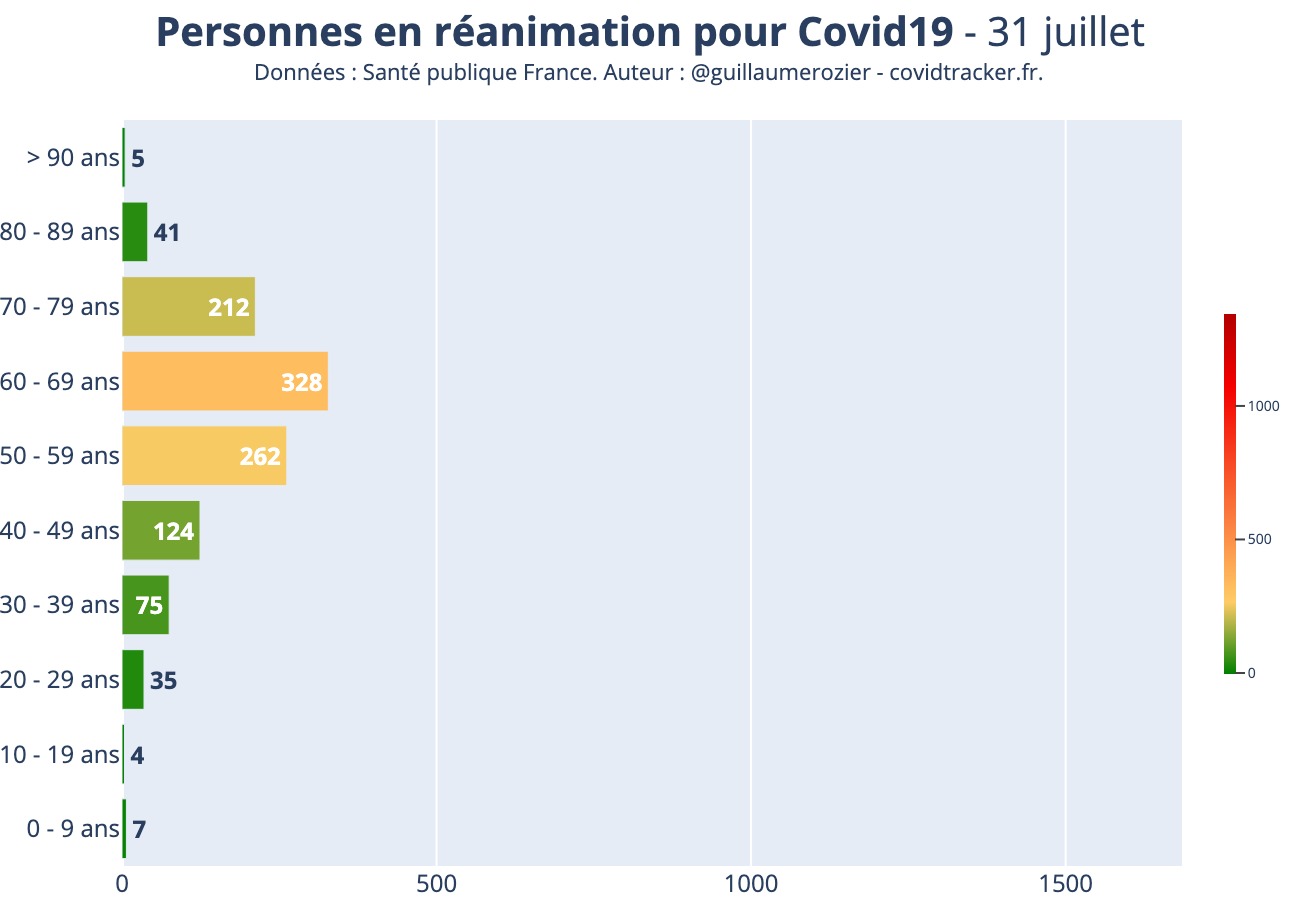 Personnes en réanimation pour Covid19 - 31 juillet
Données : Santé publique France. Auteur : @guillaumerozier - covidtracker.fr.
> 90 ans 5
80 - 89 ans 41
70 - 79 ans 212
60 - 69 ans 328
50 - 59 ans 262
40 - 49 ans 124
30 - 39 ans 75
20 - 29 ans 35
10 - 19 ans 4
0 - 9 ans 7
0 500 1000 1500
1000
500
0